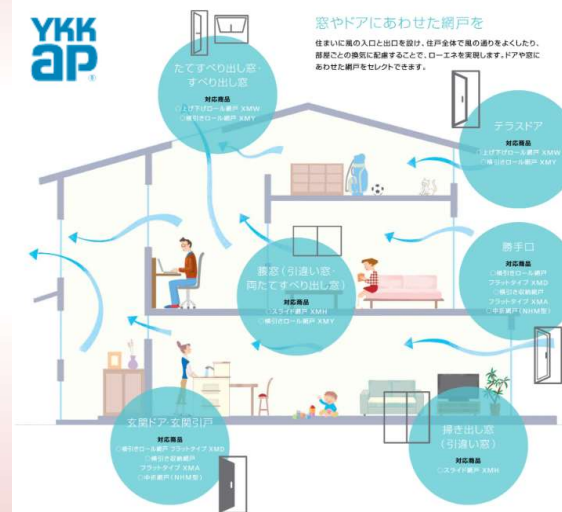 YKK
ap
®
窓やドアにあわせた網戸を
住まいに風の入口と出口を設け、住戸全体で風の通りをよくしたり、
部屋ごとの換気に配慮することで、ローエネを実現します。ドアや窓に
あわせた網戸をセレクトできます。
たてすべり出し窓・
すべり出し窓
対応商品
○上げ下げロール網戸 XMW
○横引きロール網戸 XMY
テラスドア
対応商品
○上げ下げロール網戸 XMW
○横引きロール網戸 XMY
勝手口
対応商品
○横引きロール網戸
フラットタイプ XMD
○横引き収納網戸
フラットタイプ XMA
○中折網戸(NHM型)
腰窓(引違い窓・
両たてすべり出し窓)
対応商品
○スライド網戸 XMH
○横引きロール網戸 XMY
玄関ドア・玄関引戸
対応商品
○横引きロール網戸 フラットタイプ XMD
○横引き収納網戸
フラットタイプ XMA
○中折網戸(NHM型)
掃き出し窓
(引違い窓)
対応商品
○スライド網戸 XMH